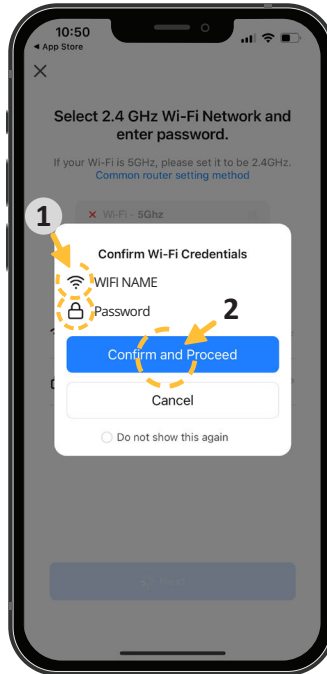 10:50
◀ App Store
Select 2.4 GHz Wi-Fi Network and
enter password.
If your Wi-Fi is 5GHz, please set it to be 2.4GHz.
Common router setting method
1
Wi-Fi - 5Ghz
Confirm Wi-Fi Credentials
WIFI NAME
Password
2
Confirm and Proceed
Cancel
Do not show this again